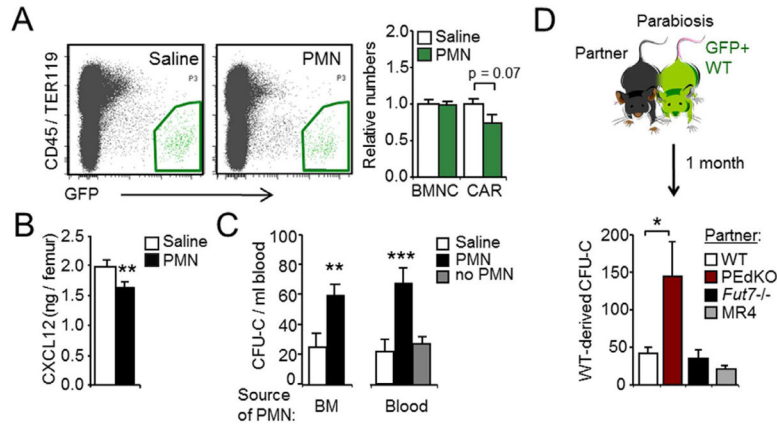 A
Saline
PMN
P3
P3
CD45 / TER119
GFP
Saline
PMN
p = 0.07
Relative numbers
2.0
1.5
1.0
0.5
0.0
BMNC CAR
B
Saline
PMN
**
CXCL12 (ng / femur)
2.5
2.0
1.5
1.0
0.5
0.0
C
Saline
PMN
no PMN
**
***
CFU-C / ml blood
100
80
60
40
20
0
Source
of PMN:
BM
Blood
D
Parabiosis
Partner
GFP+
WT
1 month
*
Partner:
WT
PEdKO
Fut7-/-
MR4
WT-derived CFU-C
200
150
100
50
0